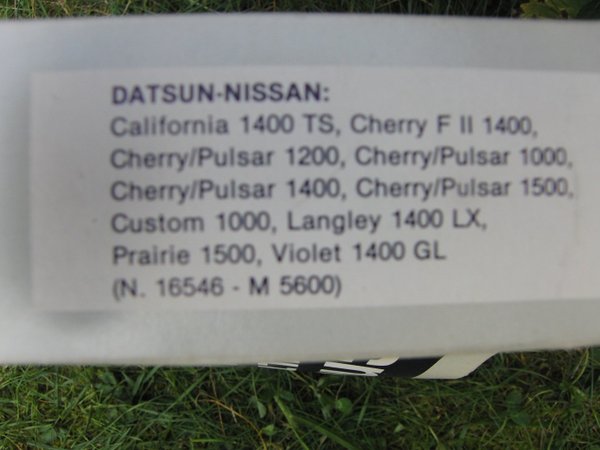 DATSUN-NISSAN:
California 1400 TS, Cherry F II 1400,
Cherry/Pulsar 1200, Cherry/Pulsar 1000,
Cherry/Pulsar 1400, Cherry/Pulsar 1500,
Custom 1000, Langley 1400 LX,
Prairie 1500, Violet 1400 GL
(N. 16546 - M 5600)